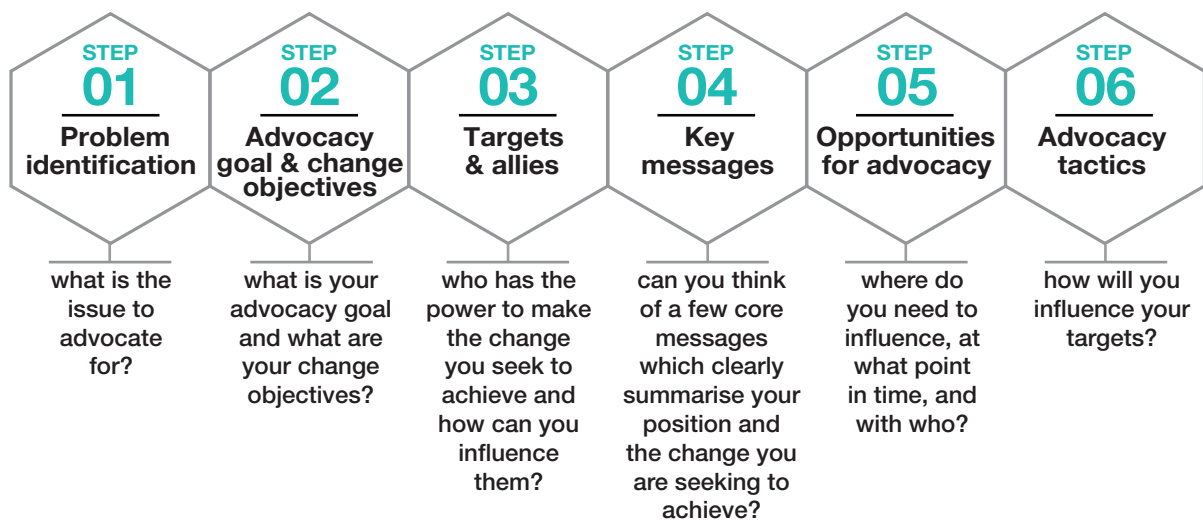 STEP
01
Problem
identification
what is the
issue to
advocate
for?
STEP
02
Advocacy
goal & change
objectives
what is your
advocacy goal
and what are
your change
objectives?
STEP
03
Targets
& allies
who has the
power to make
the change
you seek to
achieve and
how can you
influence
them?
STEP
04
Key
messages
can you think
of a few core
messages
which clearly
summarise your
position and
the change you
are seeking to
achieve?
STEP
05
Opportunities
for advocacy
where do
you need to
influence, at
what point
in time, and
with who?
STEP
06
Advocacy
tactics
how will you
influence your
targets?